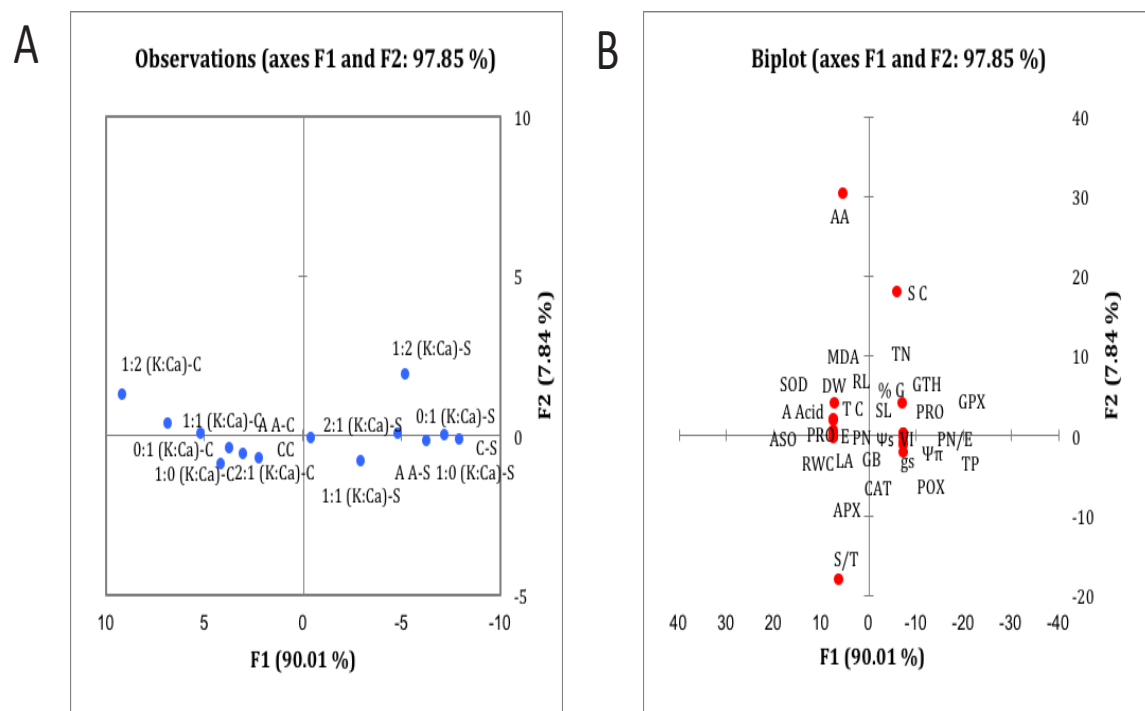 A
Observations (axes F1 and F2: 97.85 %)
10
5
0
-5
F2 (7.84 %)
1:2 (K:Ca)-C
1:2 (K:Ca)-S
1:1 (K:Ca)-C
A A-C
2:1 (K:Ca)-S
0:1 (K:Ca)-S
0:1 (K:Ca)-C
CC
C-S
1:0 (K:Ca)-C
2:1 (K:Ca)-C
A A-S
1:0 (K:Ca)-S
1:1 (K:Ca)-S
10 5 0 -5 -10
F1 (90.01 %)
B
Biplot (axes F1 and F2: 97.85 %)
40
30
20
10
0
-10
-20
F2 (7.84 %)
AA
S C
MDA
TN
SOD
DW
RL
% G
GTH
GPX
A Acid
T C
SL
PRO
ASO
PRO
E
PN
Ψs
VI
PN/E
RWC
LA
GB
gs
Ψπ
TP
CAT
POX
APX
S/T
40 30 20 10 0 -10 -20 -30 -40
F1 (90.01 %)